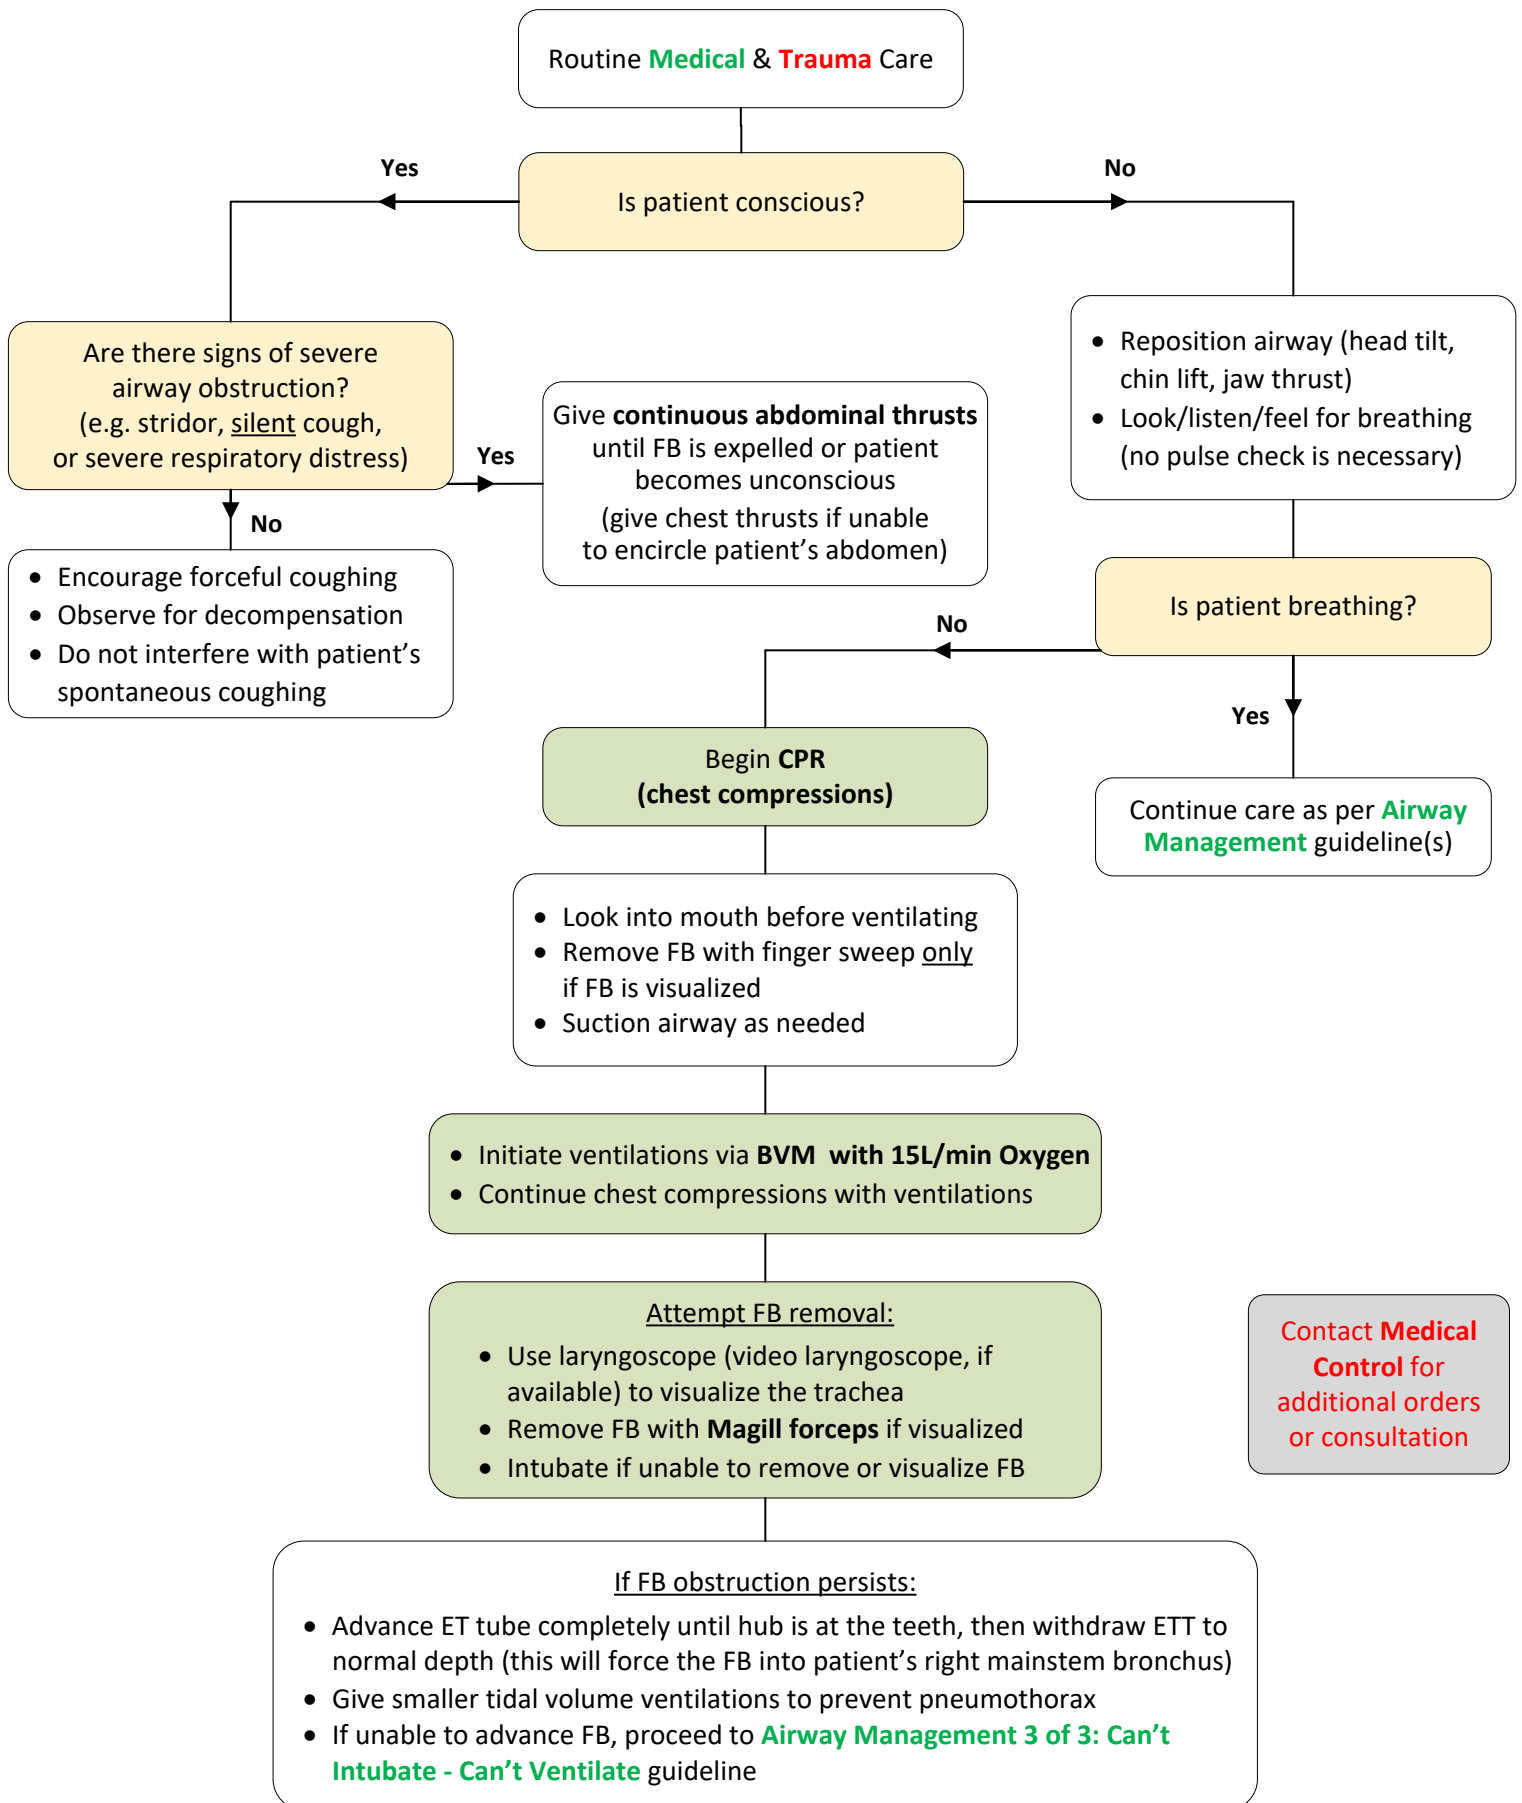 Routine Medical & Trauma Care
Yes
No
Is patient conscious?
Are there signs of severe
airway obstruction?
(e.g. stridor, silent cough,
or severe respiratory distress)
Yes
No
Give continuous abdominal thrusts
until FB is expelled or patient
becomes unconscious
(give chest thrusts if unable
to encircle patient’s abdomen)
• Reposition airway (head tilt,
chin lift, jaw thrust)
• Look/listen/feel for breathing
(no pulse check is necessary)
• Encourage forceful coughing
• Observe for decompensation
• Do not interfere with patient’s
spontaneous coughing
Is patient breathing?
No
Yes
Begin CPR
(chest compressions)
Continue care as per Airway
Management guideline(s)
• Look into mouth before ventilating
• Remove FB with finger sweep only
if FB is visualized
• Suction airway as needed
• Initiate ventilations via BVM with 15L/min Oxygen
• Continue chest compressions with ventilations
Attempt FB removal:
• Use laryngoscope (video laryngoscope, if
available) to visualize the trachea
• Remove FB with Magill forceps if visualized
• Intubate if unable to remove or visualize FB
Contact Medical
Control for
additional orders
or consultation
If FB obstruction persists:
• Advance ET tube completely until hub is at the teeth, then withdraw ETT to
normal depth (this will force the FB into patient’s right mainstem bronchus)
• Give smaller tidal volume ventilations to prevent pneumothorax
• If unable to advance FB, proceed to Airway Management 3 of 3: Can’t
Intubate - Can’t Ventilate guideline